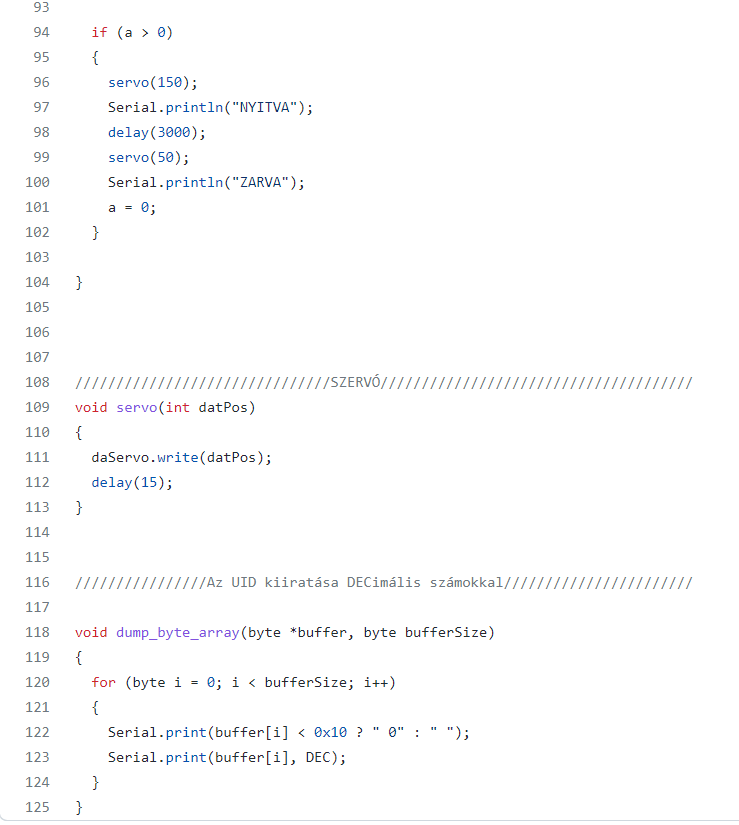 93
94 if (a > 0)
95 {
96 servo(150);
97 Serial.println("NYITVA");
98 delay(3000);
99 servo(50);
100 Serial.println("ZARVA");
101 a = 0;
102 }
103
104 }
105
106
107
108 ///////////////////////////////SZERVÓ//////////////////////////////////////
109 void servo(int datPos)
110 {
111 daServo.write(datPos);
112 delay(15);
113 }
114
115
116 ////////////////Az UID kiiratása DECimális számokkal///////////////////////
117
118 void dump_byte_array(byte *buffer, byte bufferSize)
119 {
120 for (byte i = 0; i < bufferSize; i++)
121 {
122 Serial.print(buffer[i] < 0x10 ? " 0" : " ");
123 Serial.print(buffer[i], DEC);
124 }
125 }